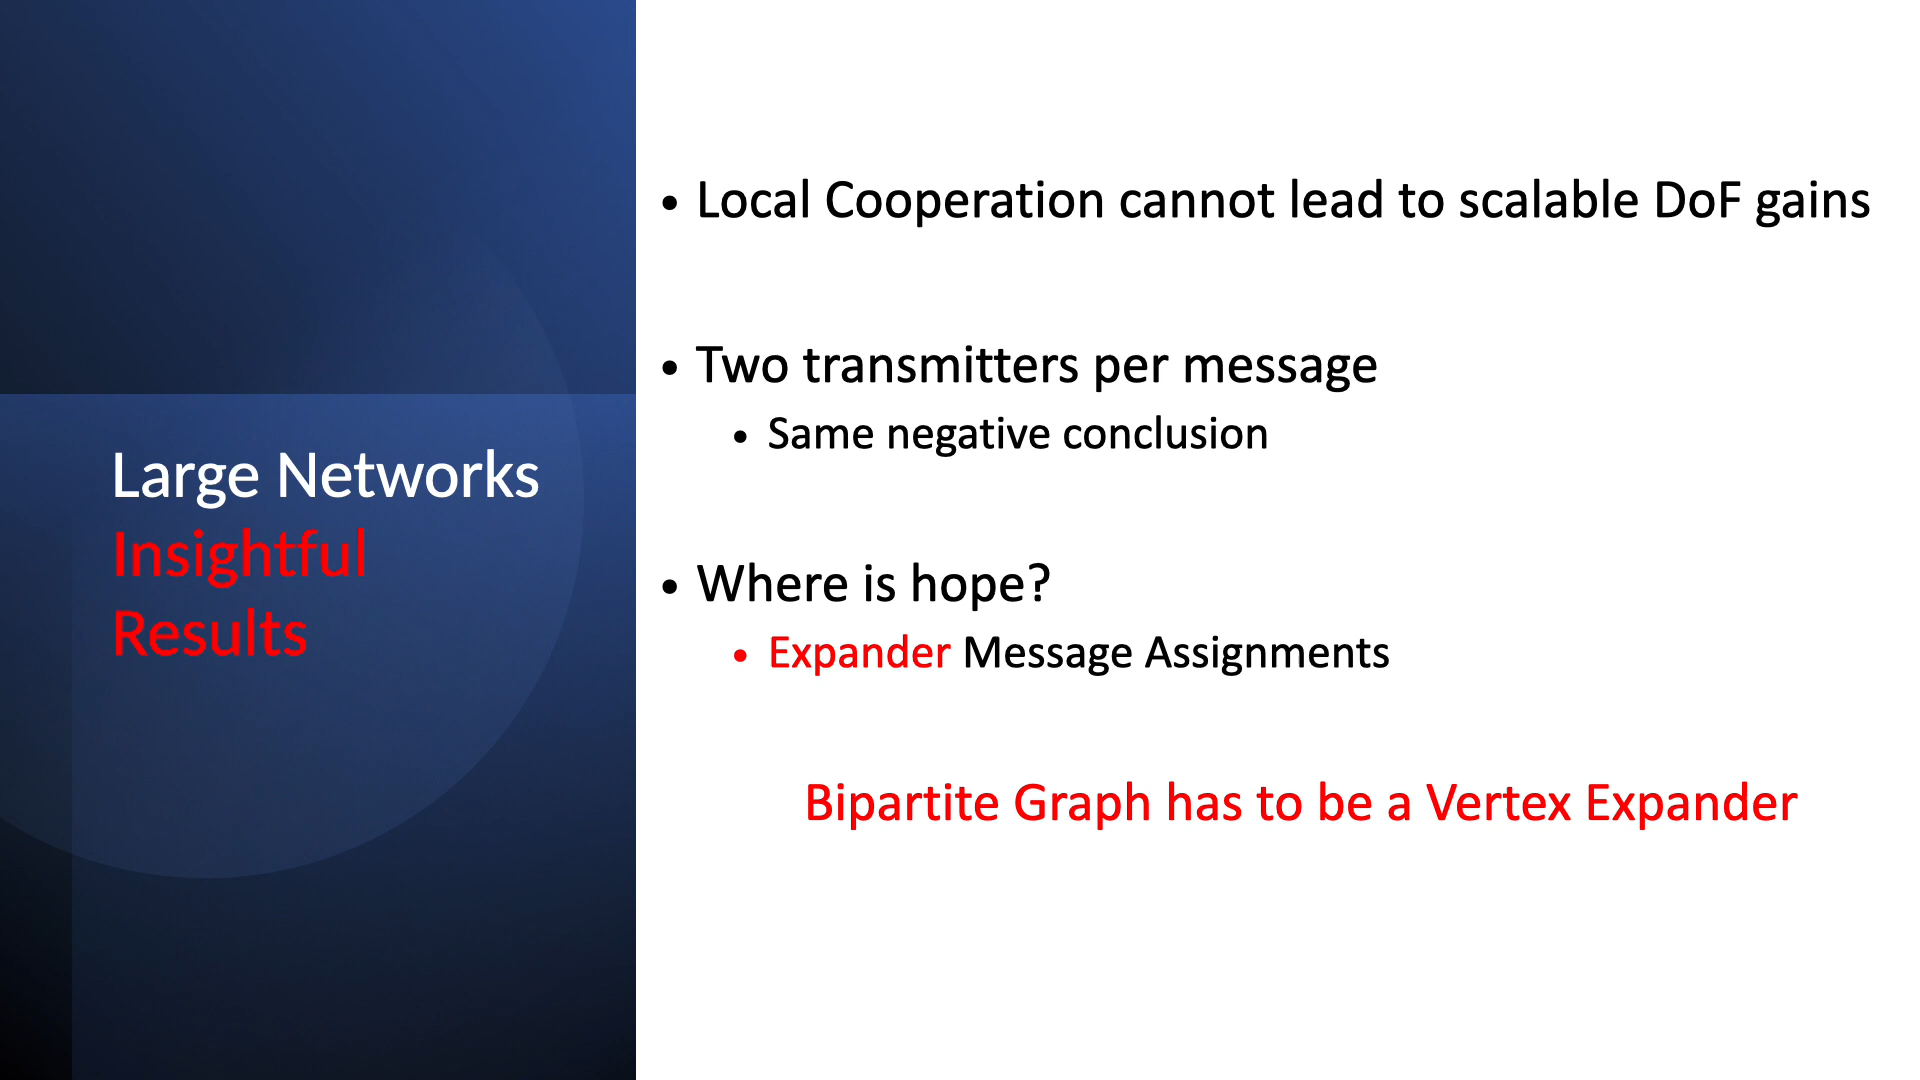 Large Networks
Insightful
Results
• Local Cooperation cannot lead to scalable DoF gains
• Two transmitters per message
• Same negative conclusion
• Where is hope?
• Expander Message Assignments
Bipartite Graph has to be a Vertex Expander